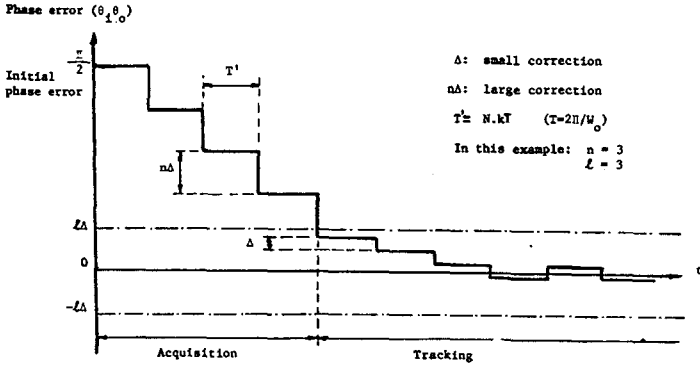 Phase error (θi θo)
π/2
Initial
phase error
T'
nΔ
ℓΔ
Δ
0
-ℓΔ
t
Acquisition
Tracking
Δ: small correction
nΔ: large correction
T'= N.kT (T=2Π/Wo)
In this example: n = 3
ℓ = 3